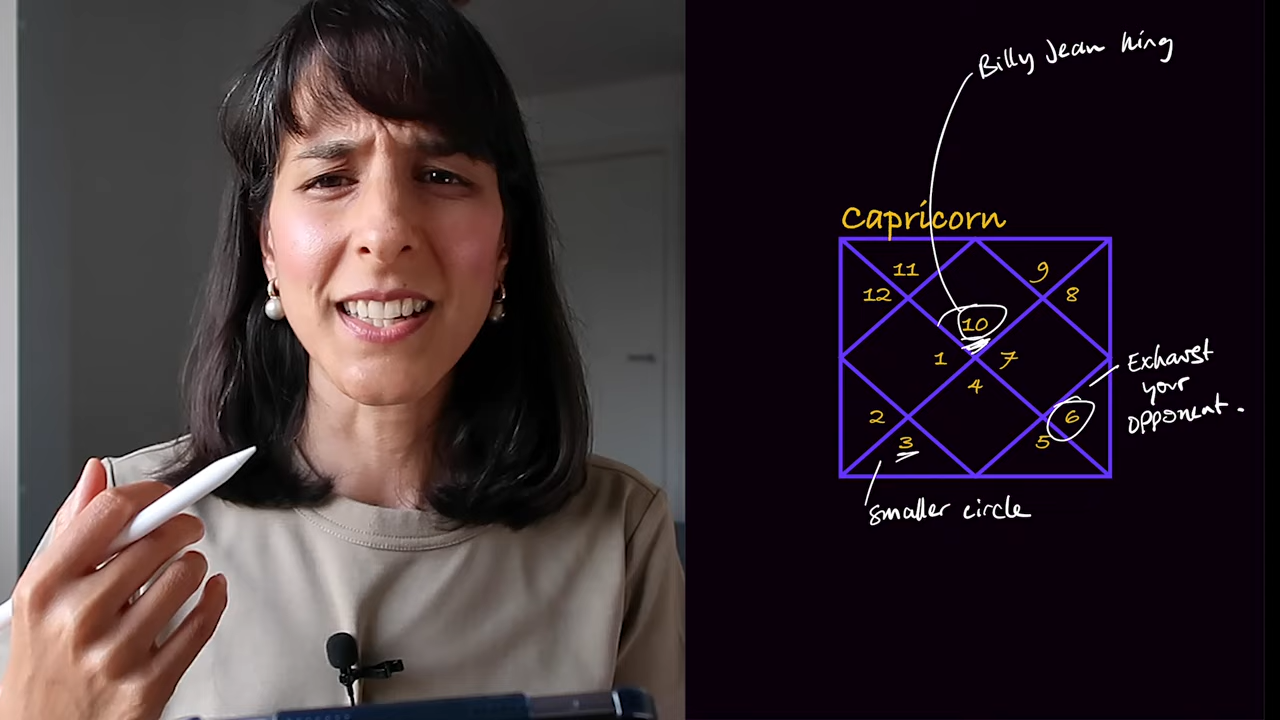 Billy Jean King
Capricorn
11
9
12
8
10
1
7
4
Exhaust
your
opponent.
2
6
3
5
smaller circle